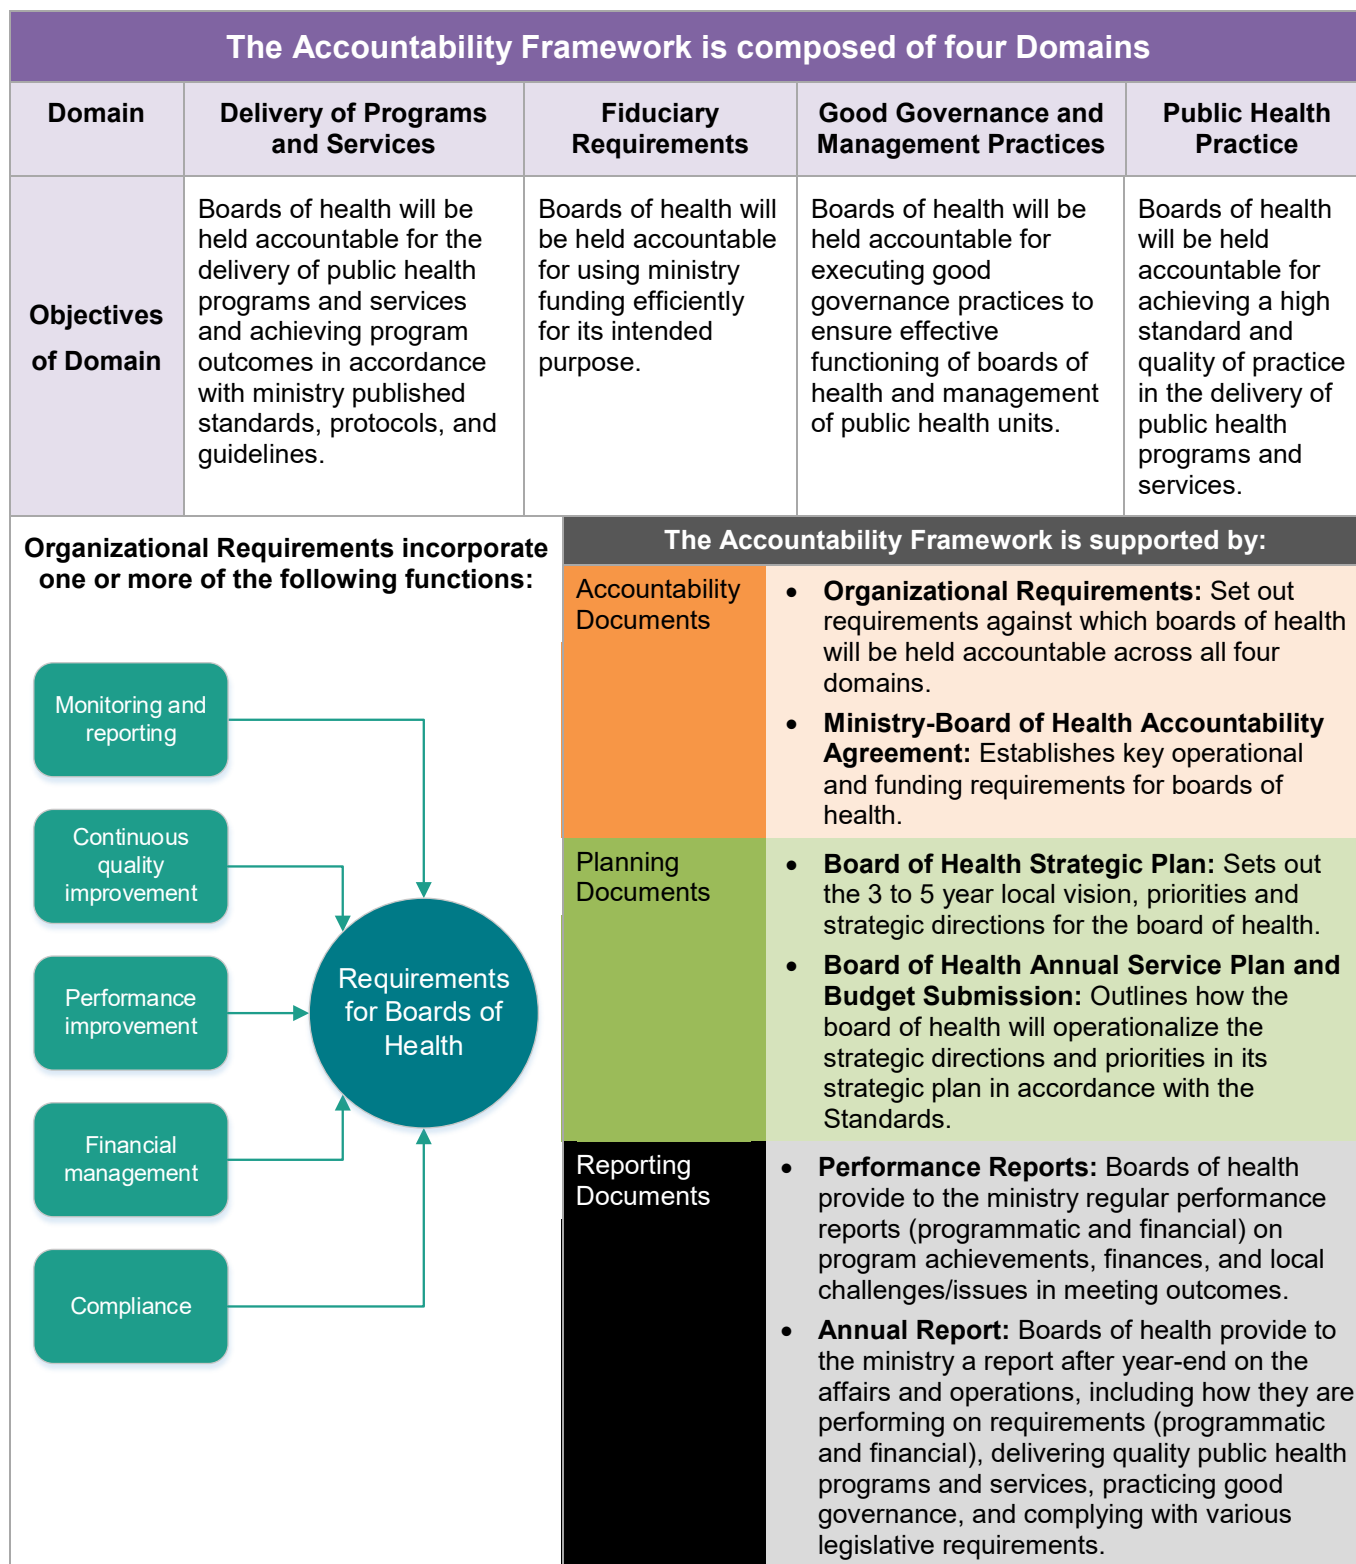 The Accountability Framework is composed of four Domains
Domain
Delivery of Programs
and Services
Fiduciary
Requirements
Good Governance and
Management Practices
Public Health
Practice
Objectives
of Domain
Boards of health will be
held accountable for the
delivery of public health
programs and services
and achieving program
outcomes in accordance
with ministry published
standards, protocols, and
guidelines.
Boards of health will
be held accountable
for using ministry
funding efficiently
for its intended
purpose.
Boards of health will be
held accountable for
executing good
governance practices to
ensure effective
functioning of boards of
health and management
of public health units.
Boards of health
will be held
accountable for
achieving a high
standard and
quality of practice
in the delivery of
public health
programs and
services.
Organizational Requirements incorporate
one or more of the following functions:
Monitoring and
reporting
Continuous
quality
improvement
Performance
improvement
Financial
management
Compliance
Requirements
for Boards of
Health
The Accountability Framework is supported by:
Accountability
Documents
• Organizational Requirements: Set out
requirements against which boards of health
will be held accountable across all four
domains.
• Ministry-Board of Health Accountability
Agreement: Establishes key operational
and funding requirements for boards of
health.
Planning
Documents
• Board of Health Strategic Plan: Sets out
the 3 to 5 year local vision, priorities and
strategic directions for the board of health.
• Board of Health Annual Service Plan and
Budget Submission: Outlines how the
board of health will operationalize the
strategic directions and priorities in its
strategic plan in accordance with the
Standards.
Reporting
Documents
• Performance Reports: Boards of health
provide to the ministry regular performance
reports (programmatic and financial) on
program achievements, finances, and local
challenges/issues in meeting outcomes.
• Annual Report: Boards of health provide to
the ministry a report after year-end on the
affairs and operations, including how they are
performing on requirements (programmatic
and financial), delivering quality public health
programs and services, practicing good
governance, and complying with various
legislative requirements.